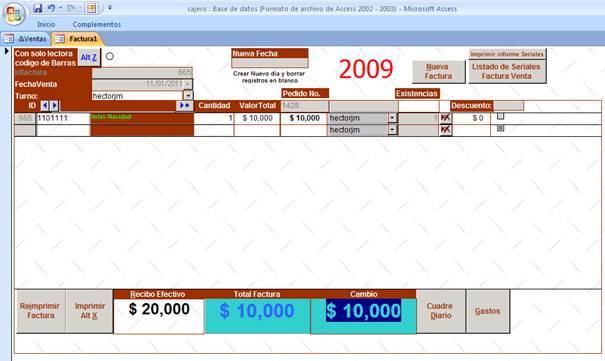 cajero : Base de datos (Formato de archivo de Access 2002 - 2003) - Microsoft Access
Inicio Complementos
&Ventas Factura1
Con solo lectora
codigo de Barras
Alt Z
Nueva Fecha
Crear Nuevo dia y borrar
registros en blanco
2009
Nueva
Factura
Imprimir informe Seriales
Listado de Seriales
Factura Venta
Idfactura 665
FechaVenta 11/01/2011
Turno: hectorjm
Pedido No. Existencias
ID Cantidad ValorTotal 1428 Descuento:
665 1101111 Velas Navidad 1 $ 10,000 $ 10,000 hectorjm 1 $ 0
hectorjm
Reimprimir
Factura
Imprimir
Alt X
Recibo Efectivo Total Factura Cambio
$ 20,000 $ 10,000 $ 10,000
Cuadre
Diario
Gastos